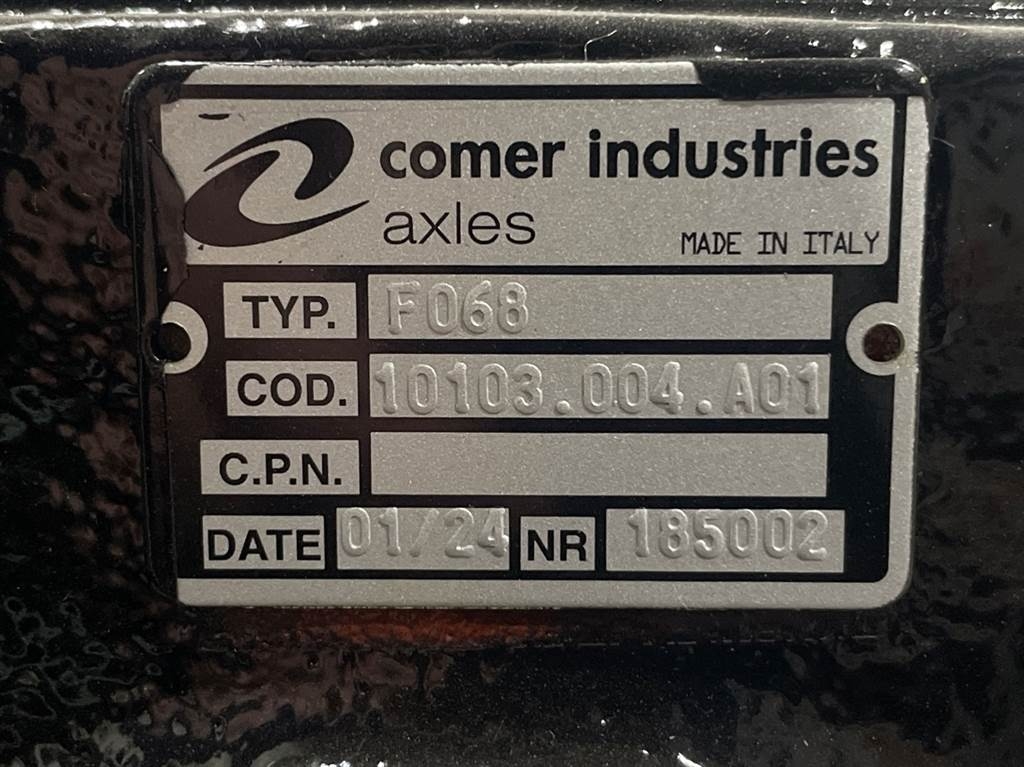 comer industries
axles
MADE IN ITALY
TYP. F068
COD. 10103.004.A01
C.P.N.
DATE 01/24 NR 185002